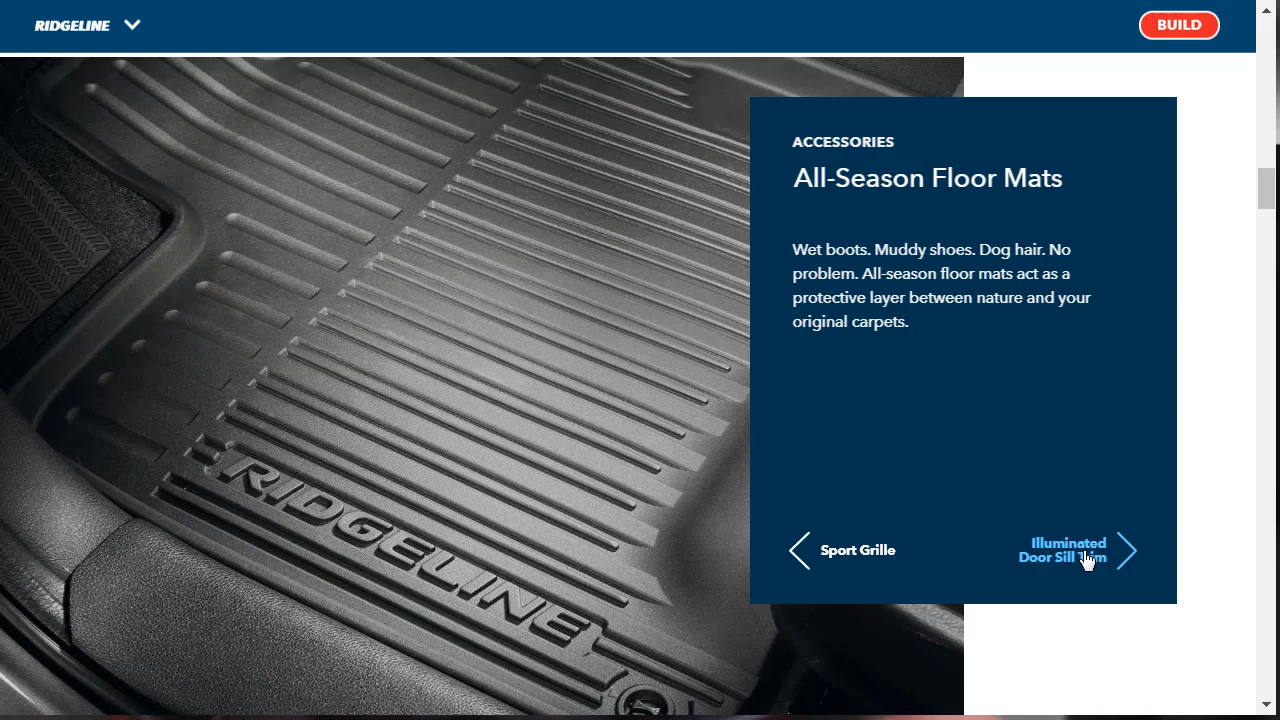 RIDGELINE
BUILD
ACCESSORIES
All-Season Floor Mats
Wet boots. Muddy shoes. Dog hair. No
problem. All-season floor mats act as a
protective layer between nature and your
original carpets.
Sport Grille
Illuminated
Door Sill Trim
RIDGELINE